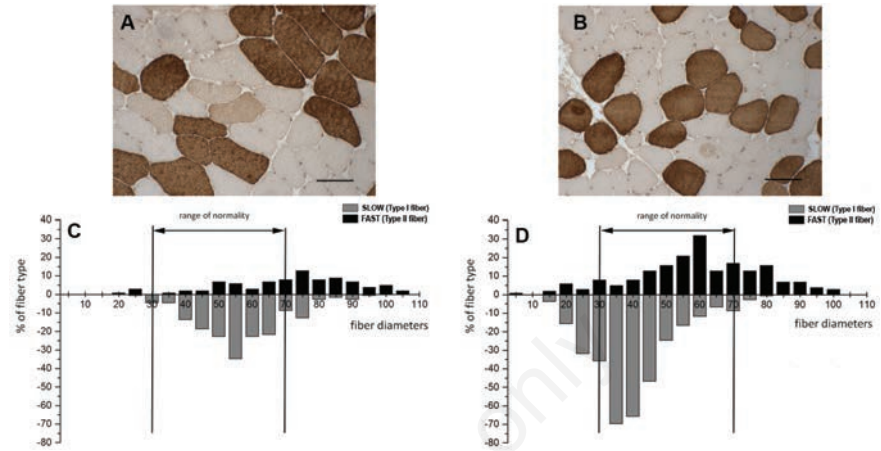 A
B
SLOW (Type I fiber)
FAST (Type II fiber)
range of normality
C
% of fiber type
40
30
20
10
0
-10
-20
-30
-40
-50
-60
-70
-80
10 20 30 40 50 60 70 80 90 100 110
fiber diameters
SLOW (Type I fiber)
FAST (Type II fiber)
range of normality
D
% of fiber type
40
30
20
10
0
-10
-20
-30
-40
-50
-60
-70
-80
10 20 30 40 50 60 70 80 90 100 110
fiber diameters
only